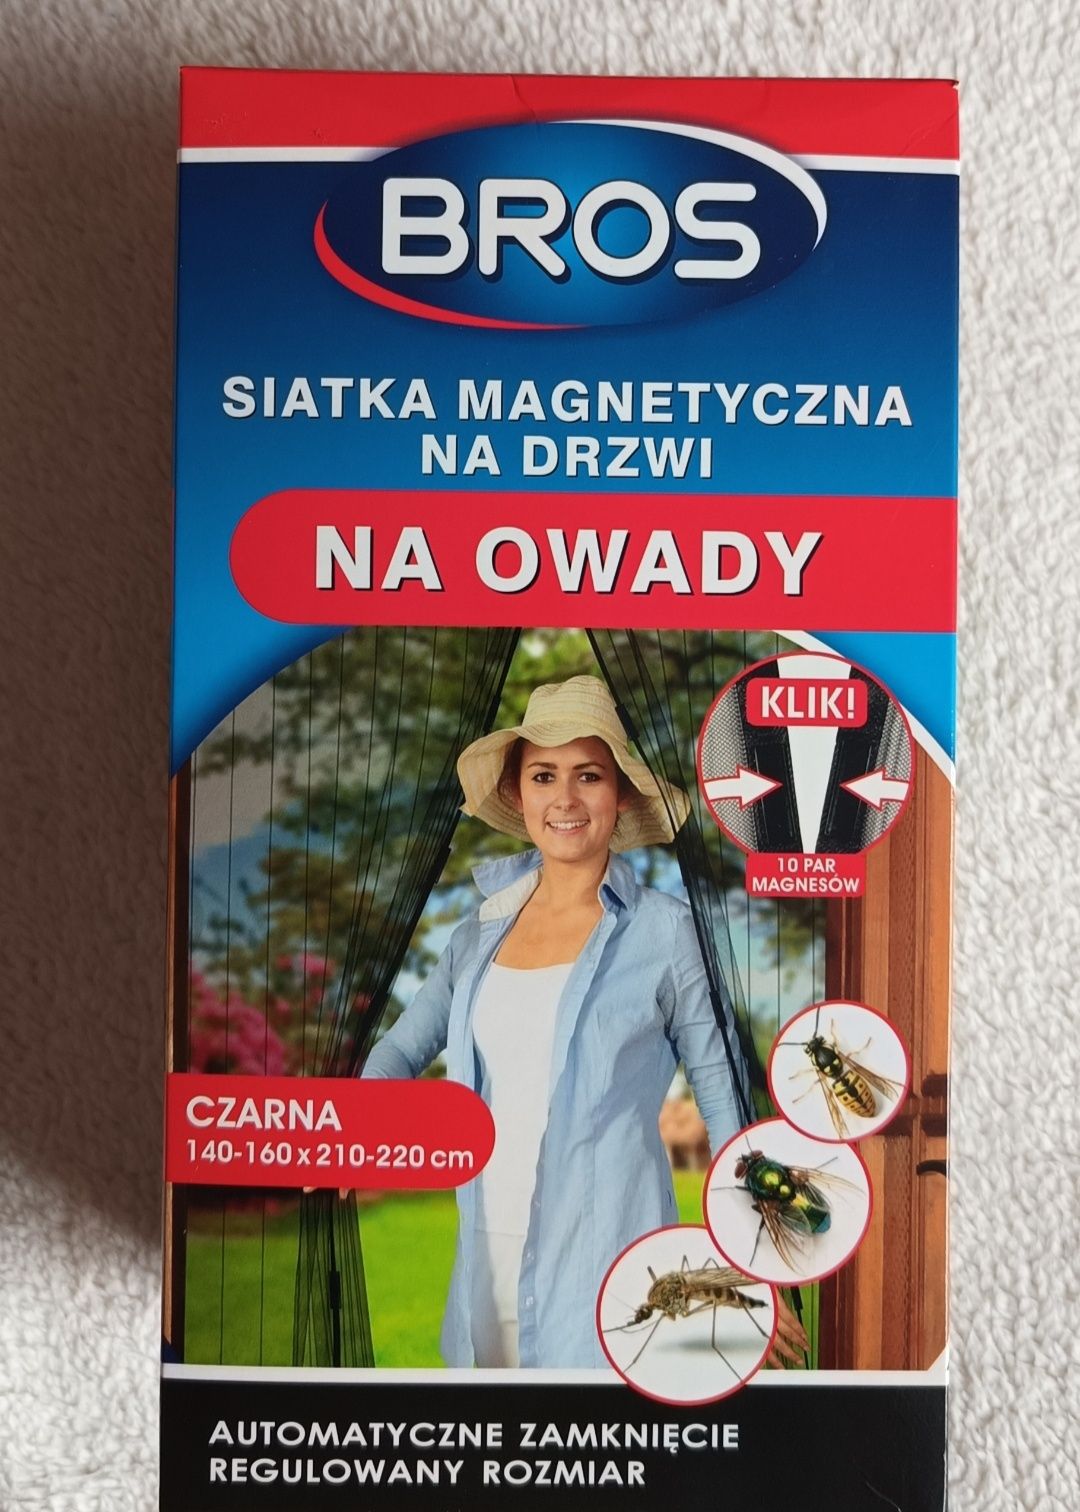 BROS
SIATKA MAGNETYCZNA
NA DRZWI
NA OWADY
KLIK!
10 PAR
MAGNESÓW
CZARNA
140-160 x 210-220 cm
AUTOMATYCZNE ZAMKNIĘCIE
REGULOWANY ROZMIAR